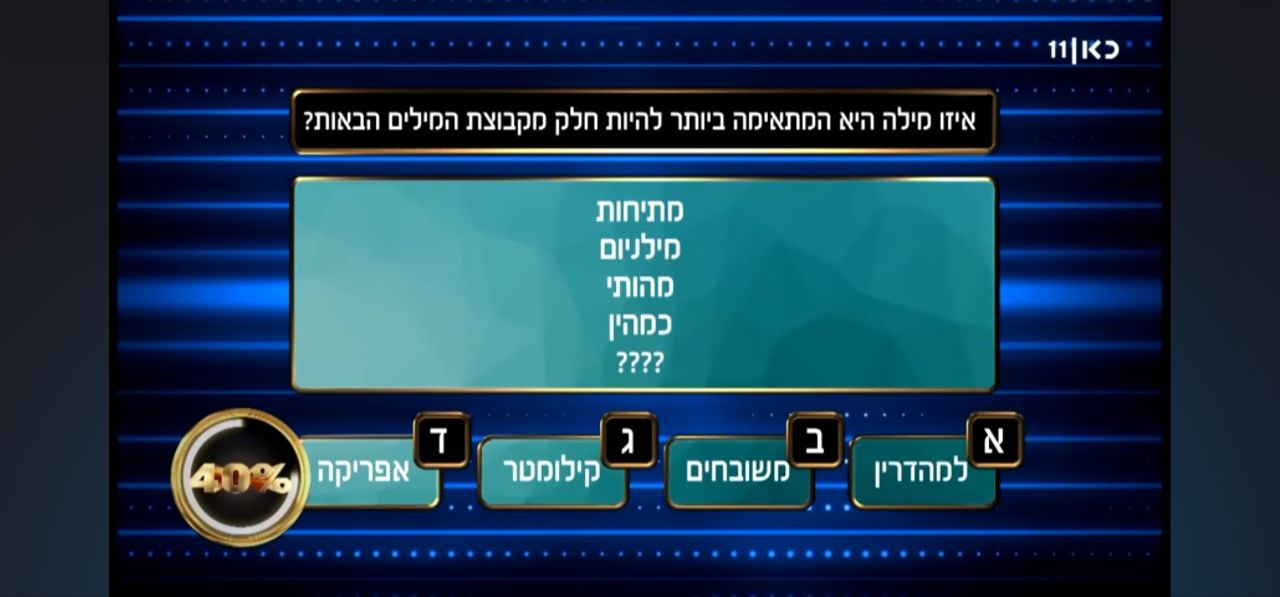 כאן 11
איזו מילה היא המתאימה ביותר להיות חלק מקבוצת המילים הבאות?
מתיחות
מילניום
מהותי
כמהין
????
א למהדרין
ב משובחים
ג קילומטר
ד אפריקה
40%